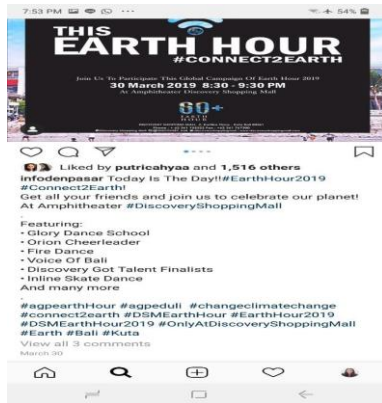 7:53 PM
54%
THIS
EARTH HOUR
#CONNECT2EARTH
Join Us To Participate This Global Campaign Of Earth Hour 2019
30 March 2019 8:30 - 9:30 PM
At Amphitheater Discovery Shopping Mall
60+
EARTH
HOUR
Liked by putricahyaa and 1,516 others
infodenpasar Today Is The Day!!#EarthHour2019
#Connect2Earth!
Get all your friends and join us to celebrate our planet!
At Amphitheater #DiscoveryShoppingMall
.
Featuring:
• Glory Dance School
• Orion Cheerleader
• Fire Dance
• Voice Of Bali
• Discovery Got Talent Finalists
• Inline Skate Dance
And many more
.
#agpearthHour #agpeduli #changeclimatechange
#connect2earth #DSMEarthHour #EarthHour2019
#DSMEarthHour2019 #OnlyAtDiscoveryShoppingMall
#Earth #Bali #Kuta
View all 3 comments
March 30